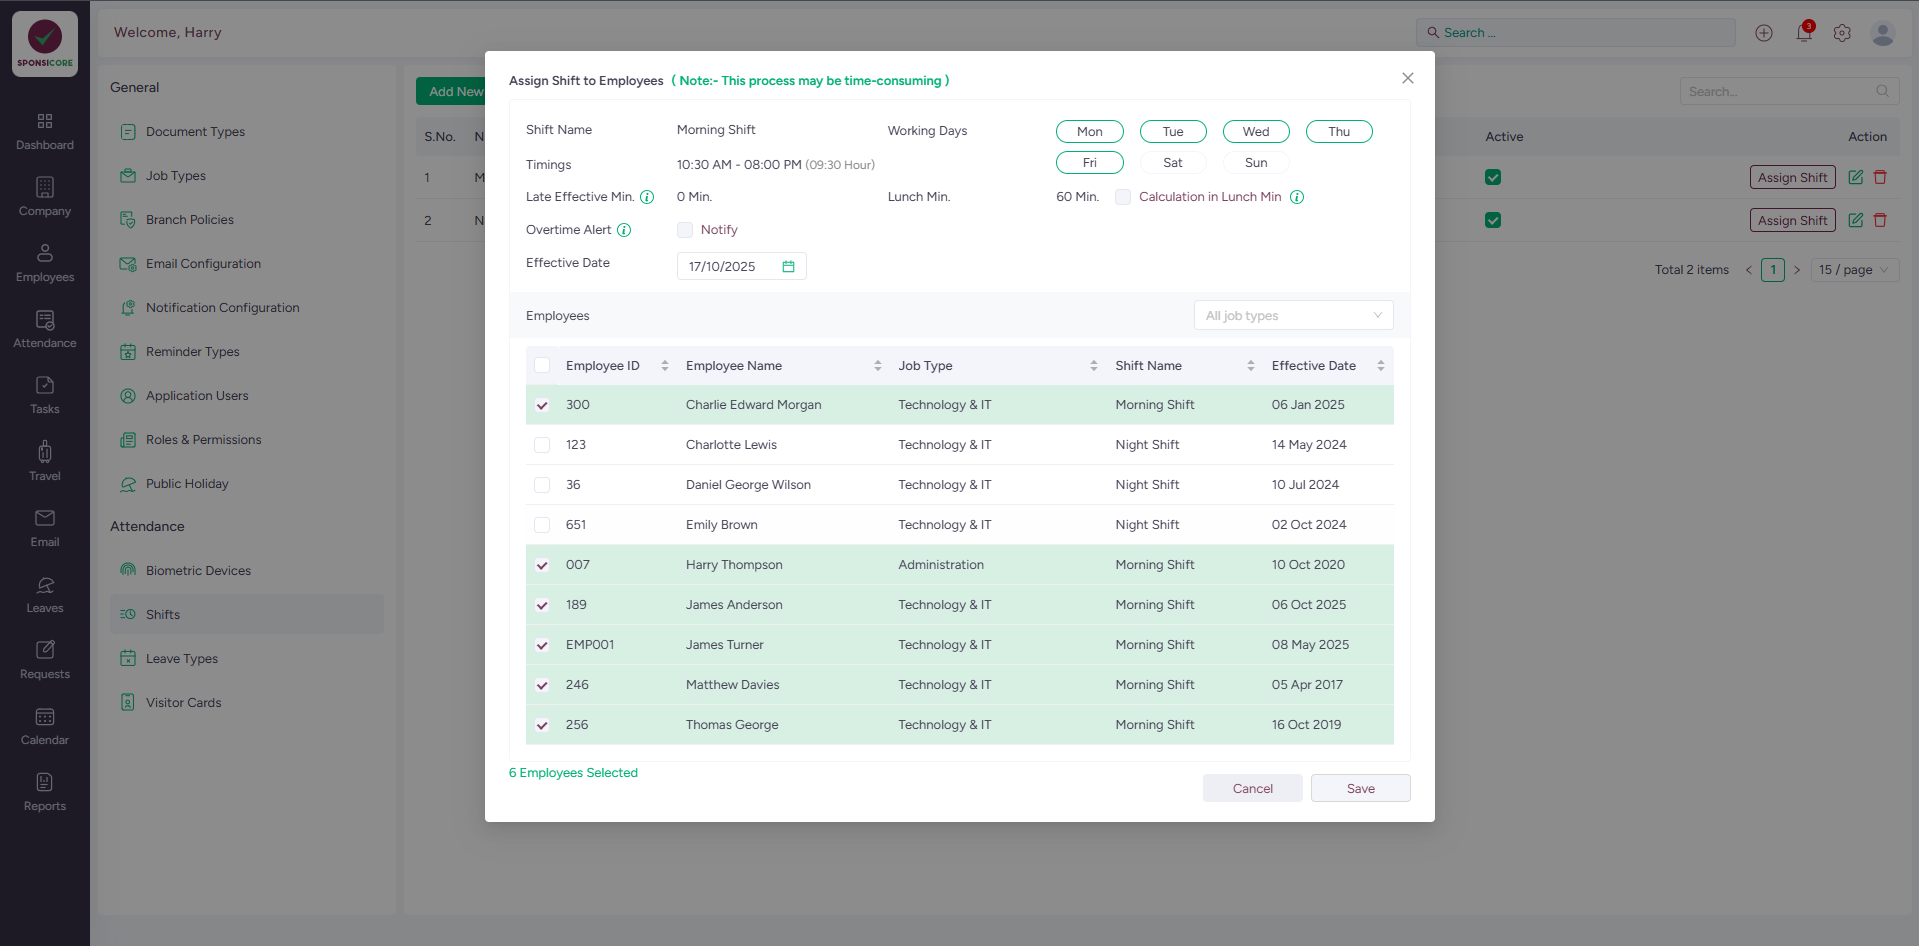 SPONSICORE
Dashboard
Company
Employees
Attendance
Tasks
Travel
Email
Leaves
Requests
Calendar
Reports
Welcome, Harry
Search ...
3
General
Document Types
Job Types
Branch Policies
Email Configuration
Notification Configuration
Reminder Types
Application Users
Roles & Permissions
Public Holiday
Attendance
Biometric Devices
Shifts
Leave Types
Visitor Cards
Add New
Search...
S.No. N Active Action
1 M Assign Shift
2 N Assign Shift
Total 2 items < 1 > 15 / page
Assign Shift to Employees ( Note:- This process may be time-consuming )
Shift Name Morning Shift Working Days Mon Tue Wed Thu
Fri Sat Sun
Timings 10:30 AM - 08:00 PM (09:30 Hour)
Late Effective Min. 0 Min. Lunch Min. 60 Min. Calculation in Lunch Min
Overtime Alert Notify
Effective Date 17/10/2025
Employees All job types
Employee ID Employee Name Job Type Shift Name Effective Date
300 Charlie Edward Morgan Technology & IT Morning Shift 06 Jan 2025
123 Charlotte Lewis Technology & IT Night Shift 14 May 2024
36 Daniel George Wilson Technology & IT Night Shift 10 Jul 2024
651 Emily Brown Technology & IT Night Shift 02 Oct 2024
007 Harry Thompson Administration Morning Shift 10 Oct 2020
189 James Anderson Technology & IT Morning Shift 06 Oct 2025
EMP001 James Turner Technology & IT Morning Shift 08 May 2025
246 Matthew Davies Technology & IT Morning Shift 05 Apr 2017
256 Thomas George Technology & IT Morning Shift 16 Oct 2019
6 Employees Selected
Cancel Save